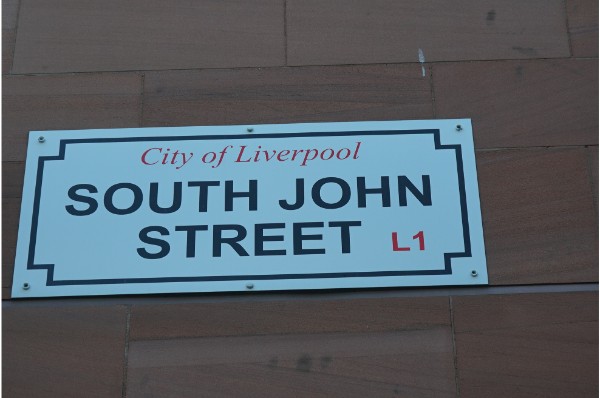 City of Liverpool
SOUTH JOHN
STREET L1